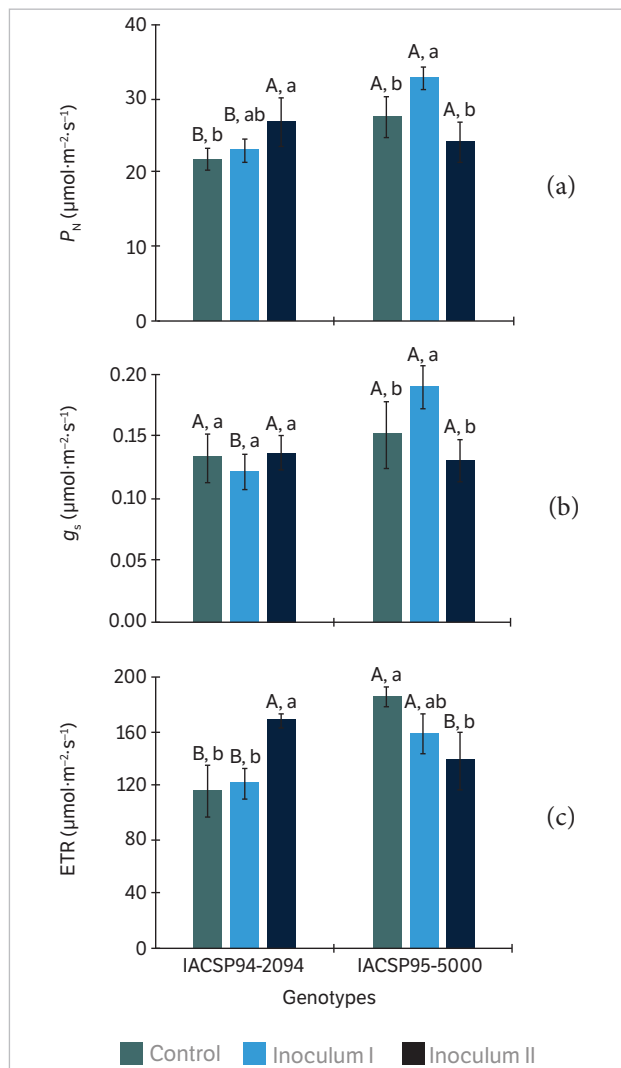 40
30
20
10
0
P_N (µmol·m⁻²·s⁻¹)
B, b
B, ab
A, a
A, b
A, a
A, b
(a)
0.20
0.15
0.10
0.05
0.00
g_s (µmol·m⁻²·s⁻¹)
A, a
B, a
A, a
A, b
A, a
A, b
(b)
200
160
120
80
40
0
ETR (µmol·m⁻²·s⁻¹)
B, b
B, b
A, a
A, a
A, ab
B, b
(c)
IACSP94-2094 IACSP95-5000
Genotypes
Control Inoculum I Inoculum II